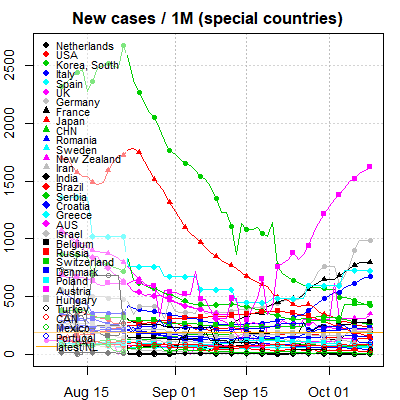 New cases / 1M (special countries)
2500
2000
1500
1000
500
0
Netherlands
USA
Korea, South
Italy
Spain
UK
Germany
France
Japan
CHN
Romania
Sweden
New Zealand
Iran
India
Brazil
Serbia
Croatia
Greece
AUS
Israel
Belgium
Russia
Switzerland
Denmark
Poland
Austria
Hungary
Turkey
CAN
Mexico
Portugal
latest NL
Aug 15
Sep 01
Sep 15
Oct 01